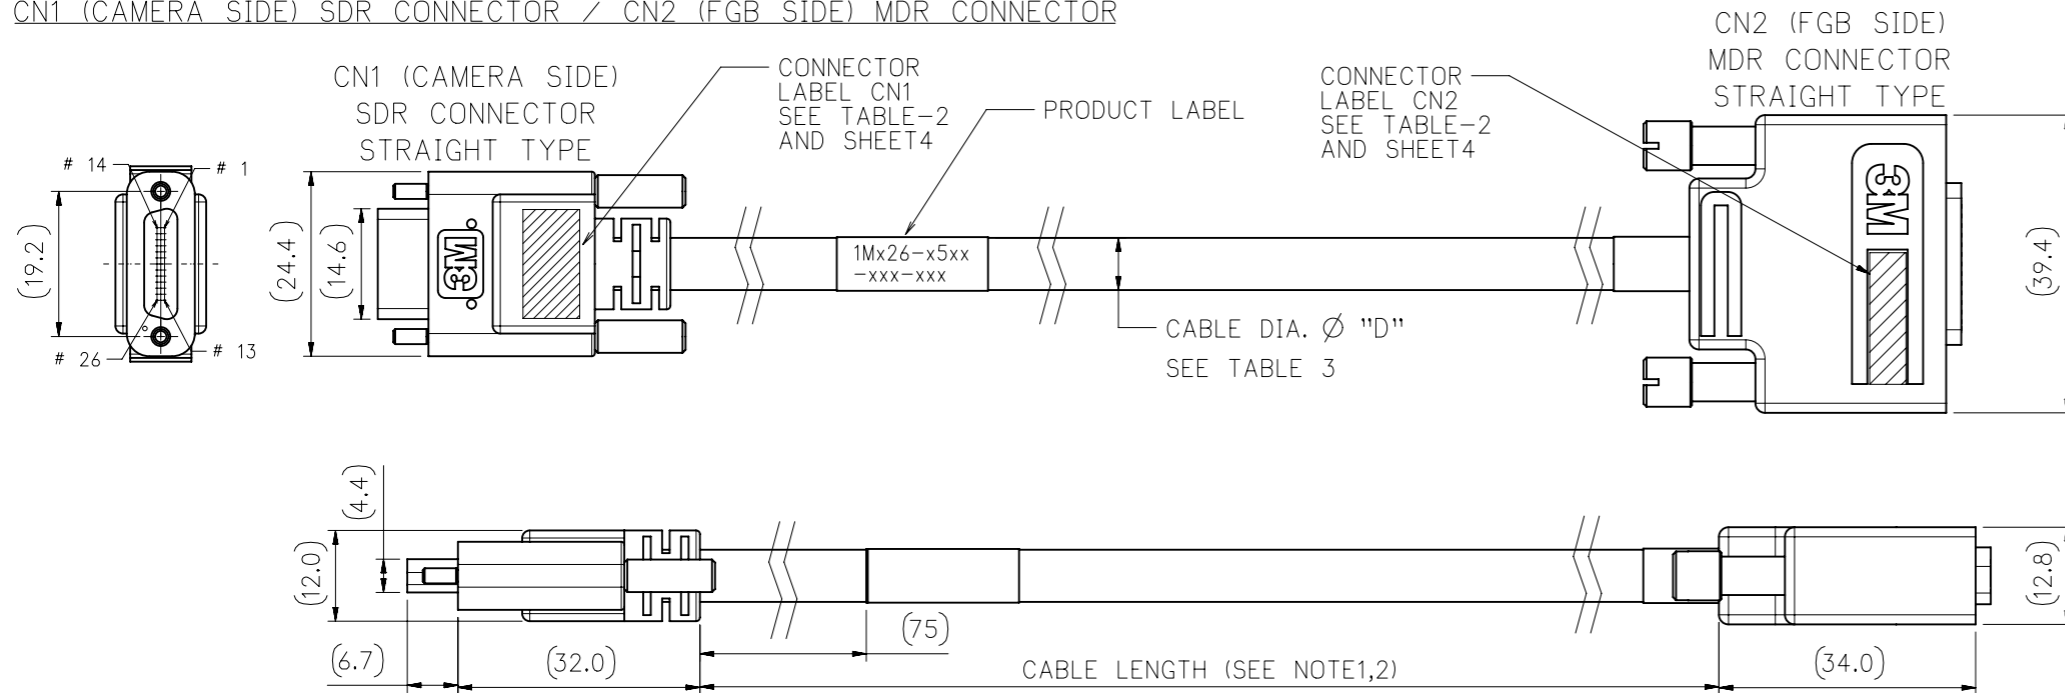 CN1 (CAMERA SIDE) SDR CONNECTOR / CN2 (FGB SIDE) MDR CONNECTOR
CN1 (CAMERA SIDE)
SDR CONNECTOR
STRAIGHT TYPE
CONNECTOR
LABEL CN1
SEE TABLE-2
AND SHEET4
PRODUCT LABEL
CONNECTOR
LABEL CN2
SEE TABLE-2
AND SHEET4
CN2 (FGB SIDE)
MDR CONNECTOR
STRAIGHT TYPE
# 14
# 1
# 26
# 13
(19.2)
(24.4)
(14.6)
3M
1Mx26-x5xx
-xxx-xxx
CABLE DIA. Ø "D"
SEE TABLE 3
3M
(39.4)
(4.4)
(12.0)
(6.7)
(32.0)
(75)
CABLE LENGTH (SEE NOTE1,2)
(34.0)
(12.8)